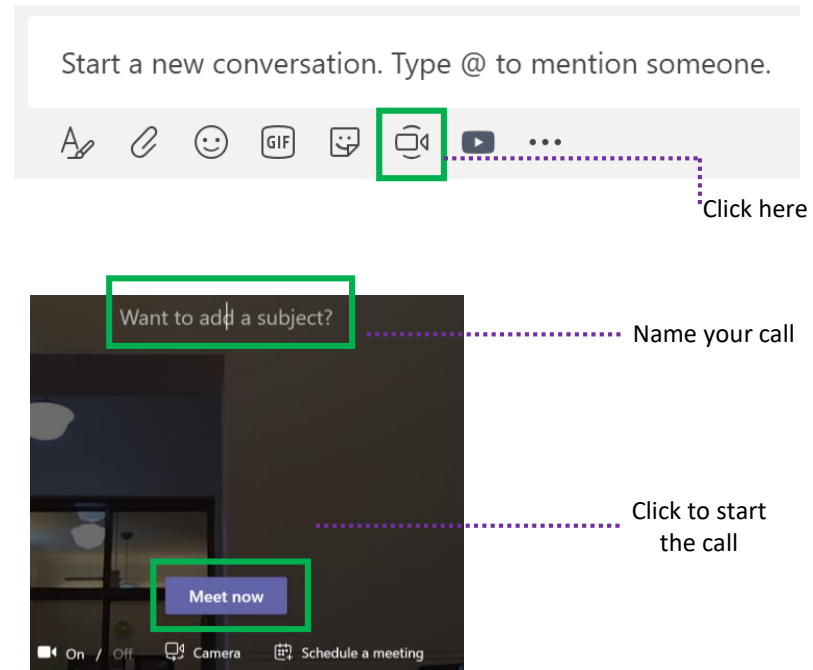 Start a new conversation. Type @ to mention someone.
GIF
Click here
Want to add a subject?
Name your call
Click to start
the call
Meet now
On / Off Camera Schedule a meeting